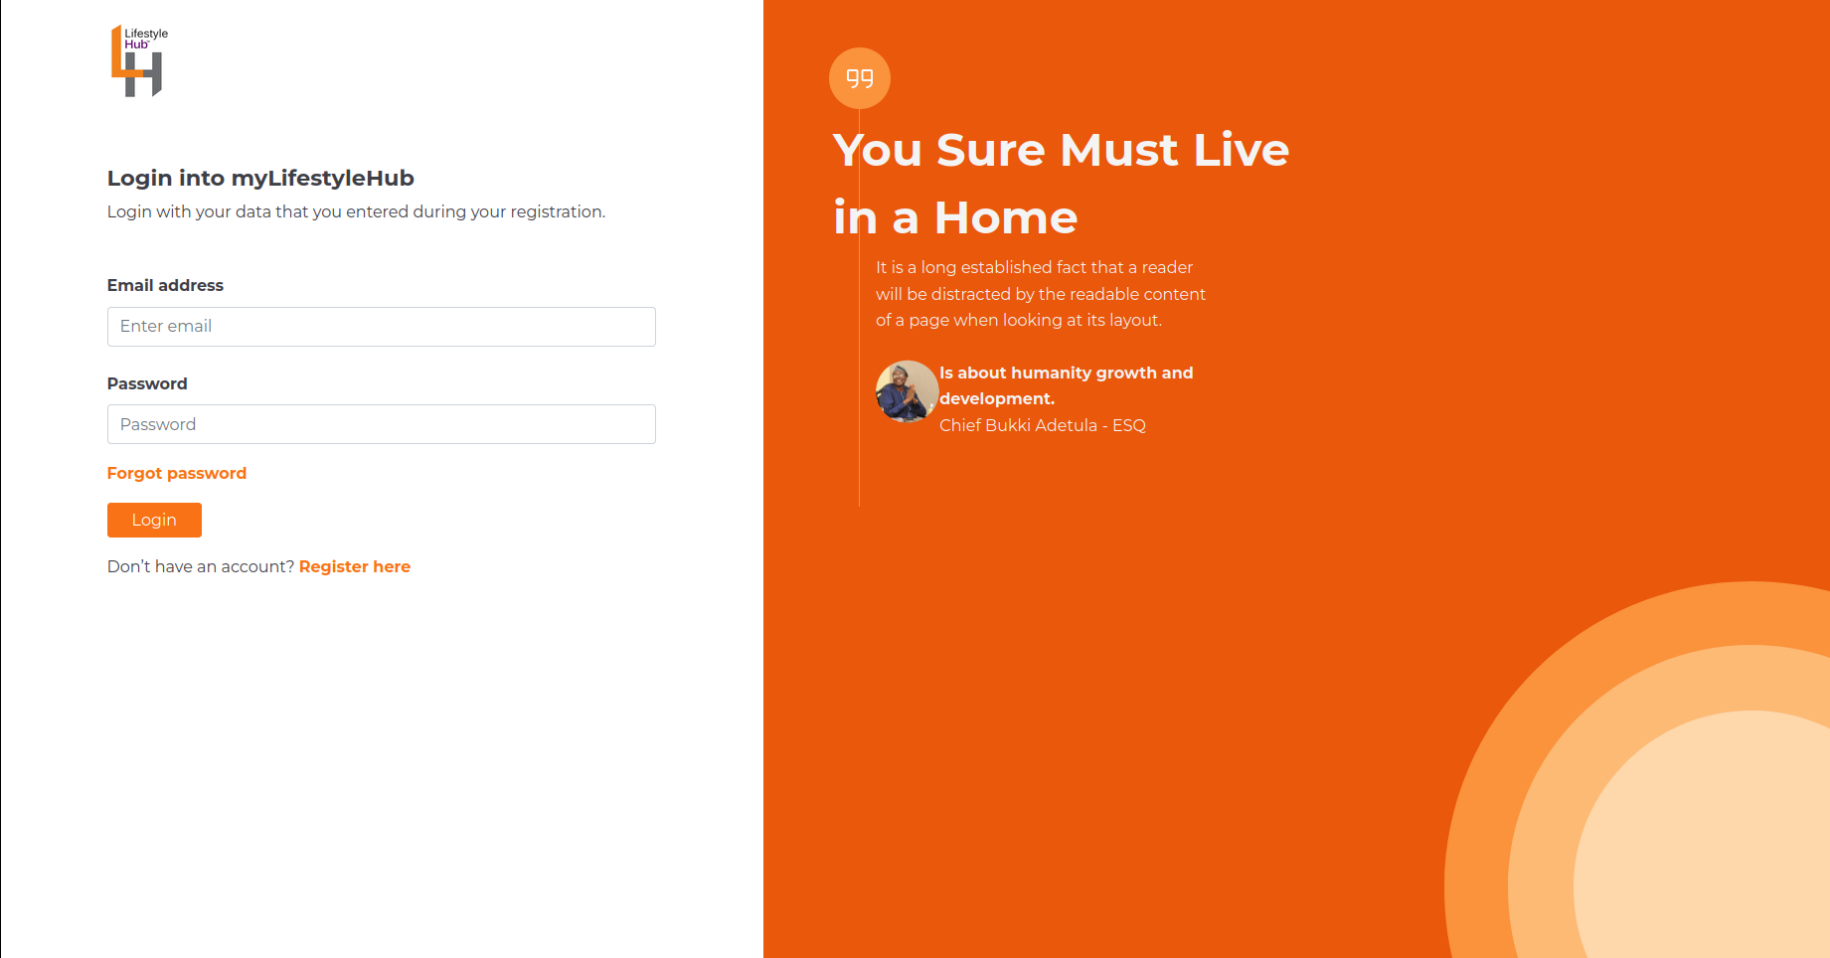 Lifestyle
Hub
Login into myLifestyleHub
Login with your data that you entered during your registration.
Email address
Enter email
Password
Password
Forgot password
Login
Don’t have an account? Register here
You Sure Must Live
in a Home
It is a long established fact that a reader
will be distracted by the readable content
of a page when looking at its layout.
Is about humanity growth and
development.
Chief Bukki Adetula - ESQ